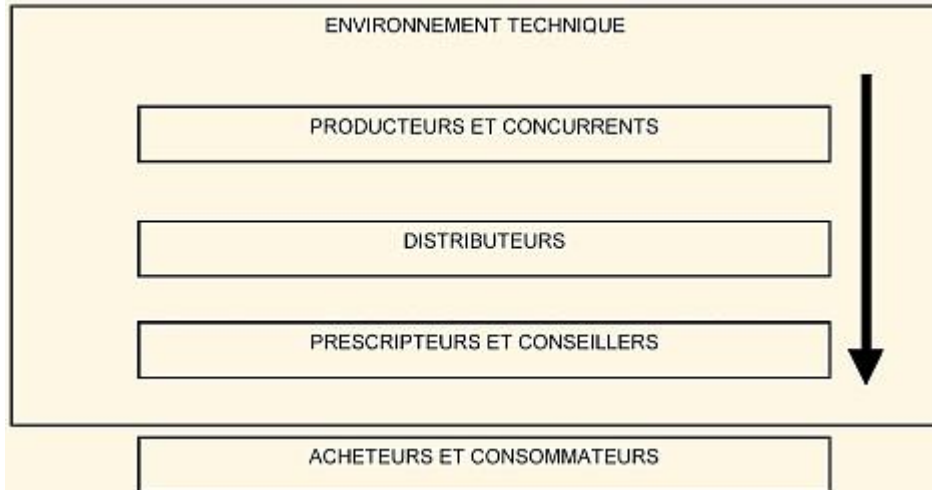 ENVIRONNEMENT TECHNIQUE
PRODUCTEURS ET CONCURRENTS
DISTRIBUTEURS
PRESCRIPTEURS ET CONSEILLERS
ACHETEURS ET CONSOMMATEURS